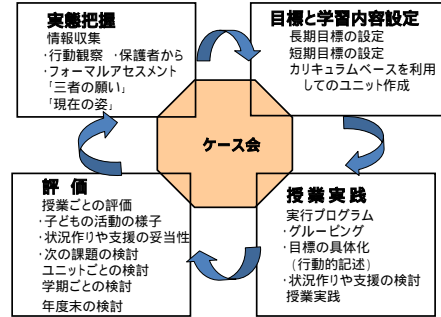 実態把握
情報収集
・行動観察 ・保護者から
・フォーマルアセスメント
「三者の願い」
「現在の姿」
目標と学習内容設定
長期目標の設定
短期目標の設定
カリキュラムベースを利用
してのユニット作成
ケース会
評 価
授業ごとの評価
・子どもの活動の様子
・状況作りや支援の妥当性
・次の課題の検討
ユニットごとの検討
学期ごとの検討
年度末の検討
授業実践
実行プログラム
・グルーピング
・目標の具体化
(行動的記述)
・状況作りや支援の検討
授業実践